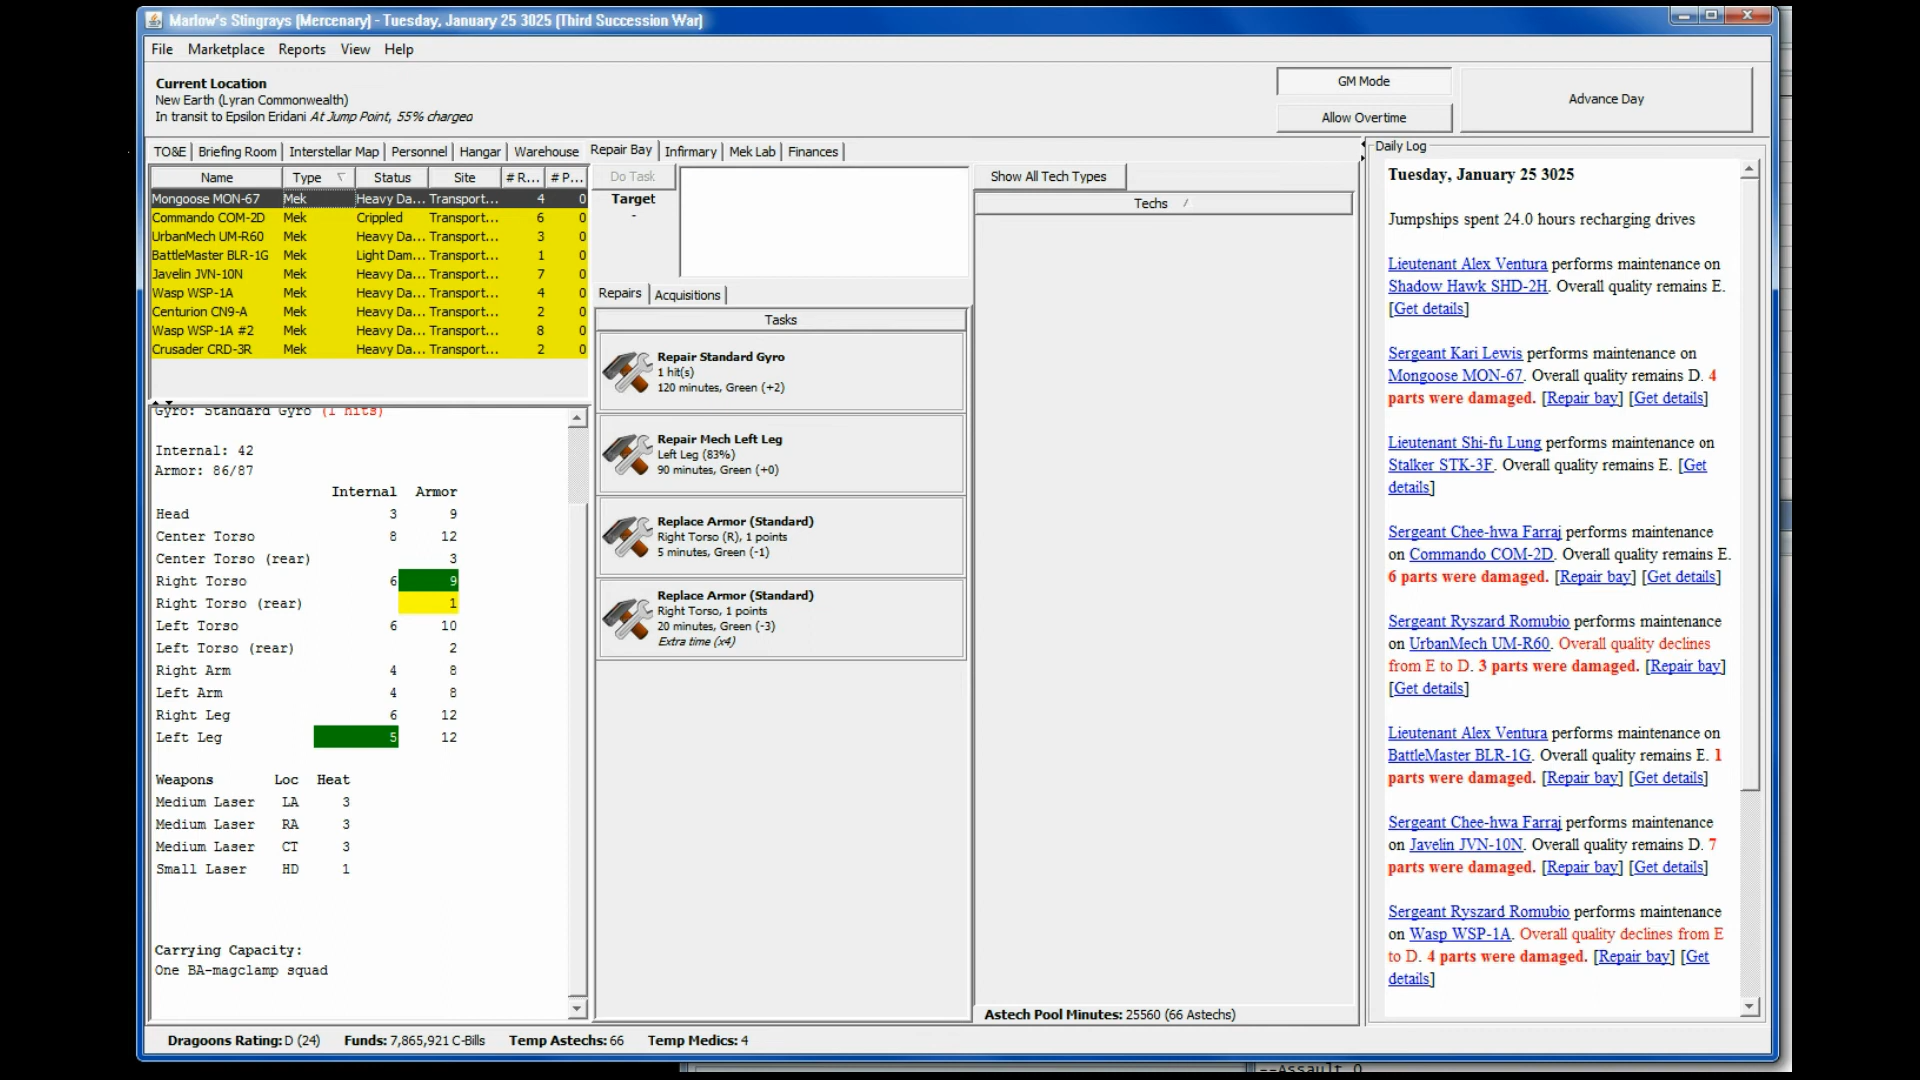 Marlow's Stingrays (Mercenary) - Tuesday, January 25 3025 (Third Succession War)
File Marketplace Reports View Help
Current Location
New Earth (Lyran Commonwealth)
In transit to Epsilon Eridani At Jump Point, 55% charged
GM Mode
Allow Overtime
Advance Day
TO&E Briefing Room Interstellar Map Personnel Hangar Warehouse Repair Bay Infirmary Mek Lab Finances
Name Type Status Site # R... # P...
Mongoose MON-67 Mek Heavy Da... Transport... 4 0
Commando COM-2D Mek Crippled Transport... 6 0
UrbanMech UM-R60 Mek Heavy Da... Transport... 3 0
BattleMaster BLR-1G Mek Light Dam... Transport... 1 0
Javelin JVN-10N Mek Heavy Da... Transport... 7 0
Wasp WSP-1A Mek Heavy Da... Transport... 4 0
Centurion CN9-A Mek Heavy Da... Transport... 2 0
Wasp WSP-1A #2 Mek Heavy Da... Transport... 8 0
Crusader CRD-3R Mek Heavy Da... Transport... 2 0
Gyro: Standard Gyro (1 hits)
Internal: 42
Armor: 86/87
Internal Armor
Head 3 9
Center Torso 8 12
Center Torso (rear) 3
Right Torso 6 9
Right Torso (rear) 1
Left Torso 6 10
Left Torso (rear) 2
Right Arm 4 8
Left Arm 4 8
Right Leg 6 12
Left Leg 5 12
Weapons Loc Heat
Medium Laser LA 3
Medium Laser RA 3
Medium Laser CT 3
Small Laser HD 1
Carrying Capacity:
One BA-magclamp squad
Do Task
Target
-
Repairs Acquisitions
Tasks
Repair Standard Gyro
1 hit(s)
120 minutes, Green (+2)
Repair Mech Left Leg
Left Leg (83%)
90 minutes, Green (+0)
Replace Armor (Standard)
Right Torso (R), 1 points
5 minutes, Green (-1)
Replace Armor (Standard)
Right Torso, 1 points
20 minutes, Green (-3)
Extra time (x4)
Show All Tech Types
Techs
Astech Pool Minutes: 25560 (66 Astechs)
Daily Log
Tuesday, January 25 3025
Jumpships spent 24.0 hours recharging drives
Lieutenant Alex Ventura performs maintenance on
Shadow Hawk SHD-2H. Overall quality remains E.
[Get details]
Sergeant Kari Lewis performs maintenance on
Mongoose MON-67. Overall quality remains D. 4
parts were damaged. [Repair bay] [Get details]
Lieutenant Shi-fu Lung performs maintenance on
Stalker STK-3F. Overall quality remains E. [Get
details]
Sergeant Chee-hwa Farraj performs maintenance
on Commando COM-2D. Overall quality remains E.
6 parts were damaged. [Repair bay] [Get details]
Sergeant Ryszard Romubio performs maintenance
on UrbanMech UM-R60. Overall quality declines
from E to D. 3 parts were damaged. [Repair bay]
[Get details]
Lieutenant Alex Ventura performs maintenance on
BattleMaster BLR-1G. Overall quality remains E. 1
parts were damaged. [Repair bay] [Get details]
Sergeant Chee-hwa Farraj performs maintenance
on Javelin JVN-10N. Overall quality remains D. 7
parts were damaged. [Repair bay] [Get details]
Sergeant Ryszard Romubio performs maintenance
on Wasp WSP-1A. Overall quality declines from E
to D. 4 parts were damaged. [Repair bay] [Get
details]
Dragoons Rating: D (24) Funds: 7,865,921 C-Bills Temp Astechs: 66 Temp Medics: 4
--Assault 0